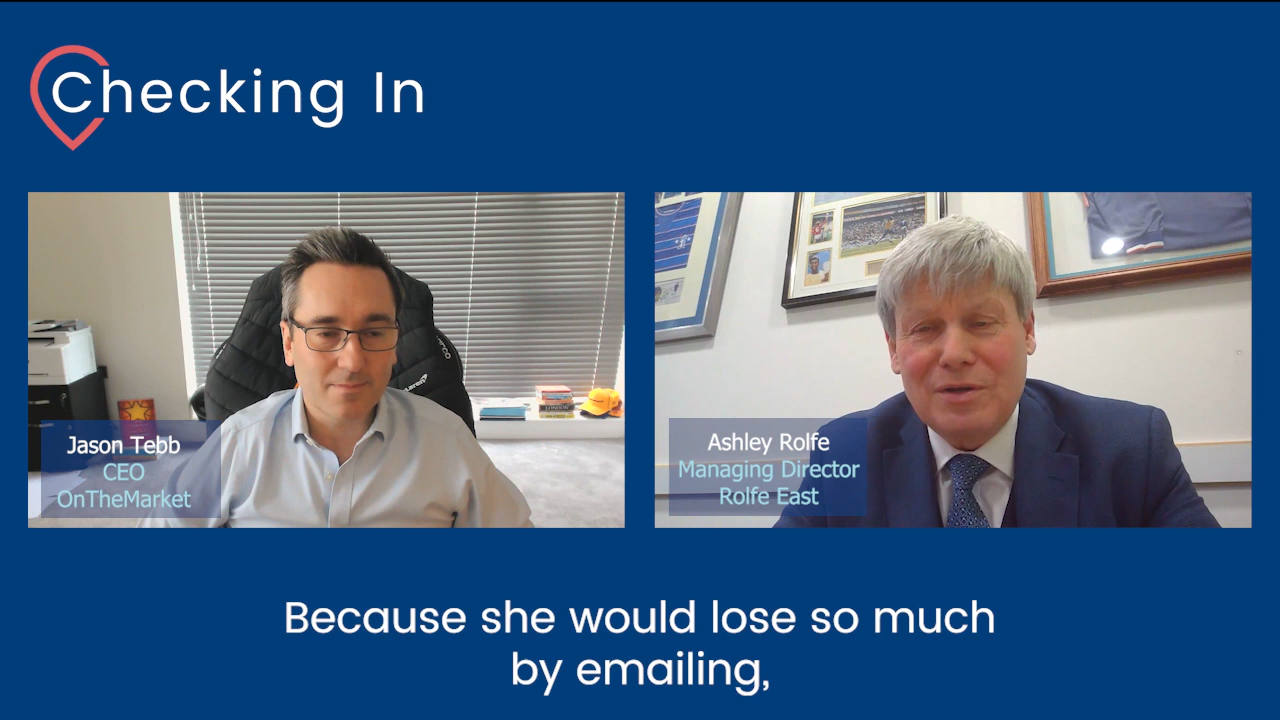 Checking In
Jason Tebb
CEO
OnTheMarket
Ashley Rolfe
Managing Director
Rolfe East
Because she would lose so much
by emailing,